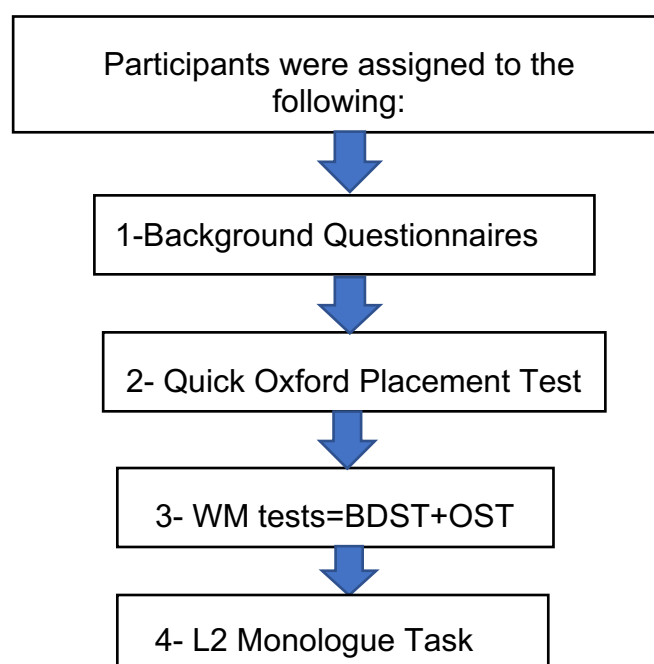 Participants were assigned to the
following:
1-Background Questionnaires
2- Quick Oxford Placement Test
3- WM tests=BDST+OST
4- L2 Monologue Task